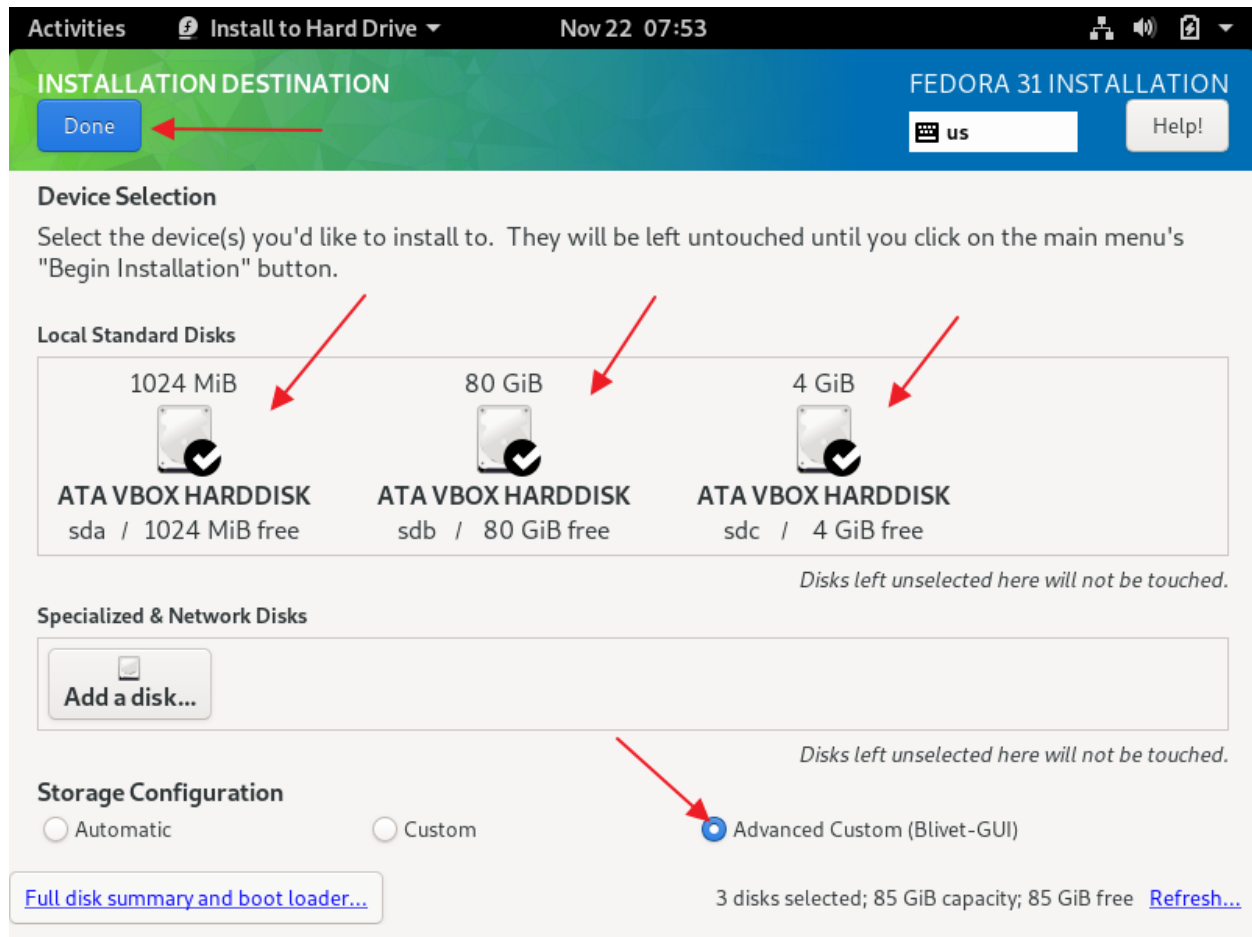 Activities Install to Hard Drive Nov 22 07:53
INSTALLATION DESTINATION FEDORA 31 INSTALLATION
Done us Help!
Device Selection
Select the device(s) you'd like to install to. They will be left untouched until you click on the main menu's
"Begin Installation" button.
Local Standard Disks
1024 MiB 80 GiB 4 GiB
ATA VBOX HARDDISK ATA VBOX HARDDISK ATA VBOX HARDDISK
sda / 1024 MiB free sdb / 80 GiB free sdc / 4 GiB free
Disks left unselected here will not be touched.
Specialized & Network Disks
Add a disk...
Disks left unselected here will not be touched.
Storage Configuration
Automatic Custom Advanced Custom (Blivet-GUI)
Full disk summary and boot loader... 3 disks selected; 85 GiB capacity; 85 GiB free Refresh...